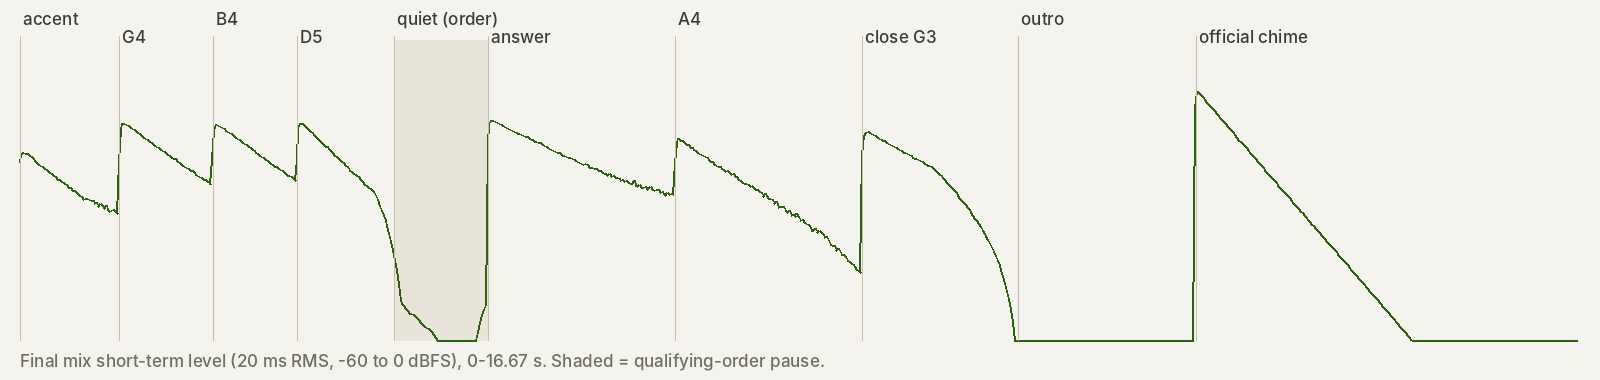 accent
G4
B4
D5
quiet (order)
answer
A4
close G3
outro
official chime
Final mix short-term level (20 ms RMS, -60 to 0 dBFS), 0-16.67 s. Shaded = qualifying-order pause.